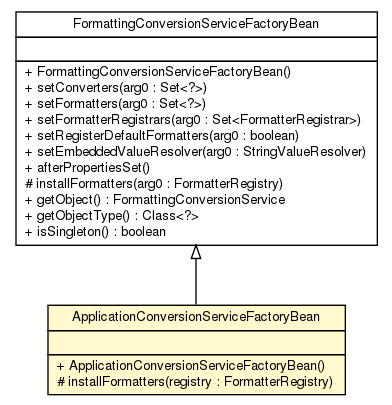 FormattingConversionServiceFactoryBean
+ FormattingConversionServiceFactoryBean()
+ setConverters(arg0 : Set<?>)
+ setFormatters(arg0 : Set<?>)
+ setFormatterRegistrars(arg0 : Set<FormatterRegistrar>)
+ setRegisterDefaultFormatters(arg0 : boolean)
+ setEmbeddedValueResolver(arg0 : StringValueResolver)
+ afterPropertiesSet()
# installFormatters(arg0 : FormatterRegistry)
+ getObject() : FormattingConversionService
+ getObjectType() : Class<?>
+ isSingleton() : boolean
ApplicationConversionServiceFactoryBean
+ ApplicationConversionServiceFactoryBean()
# installFormatters(registry : FormatterRegistry)